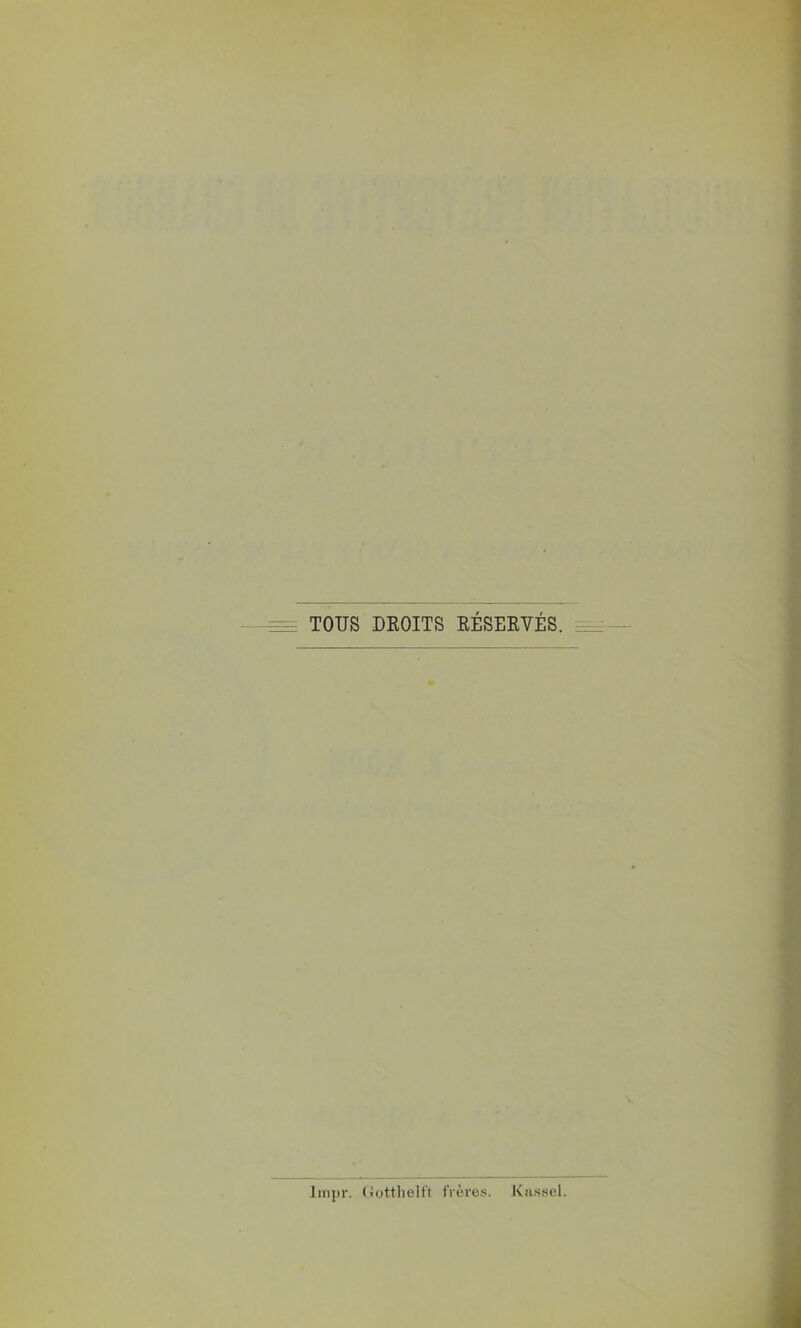 TOUS DROITS RÉSERVÉS.
Impr. Gotthelft frères. Kassel.